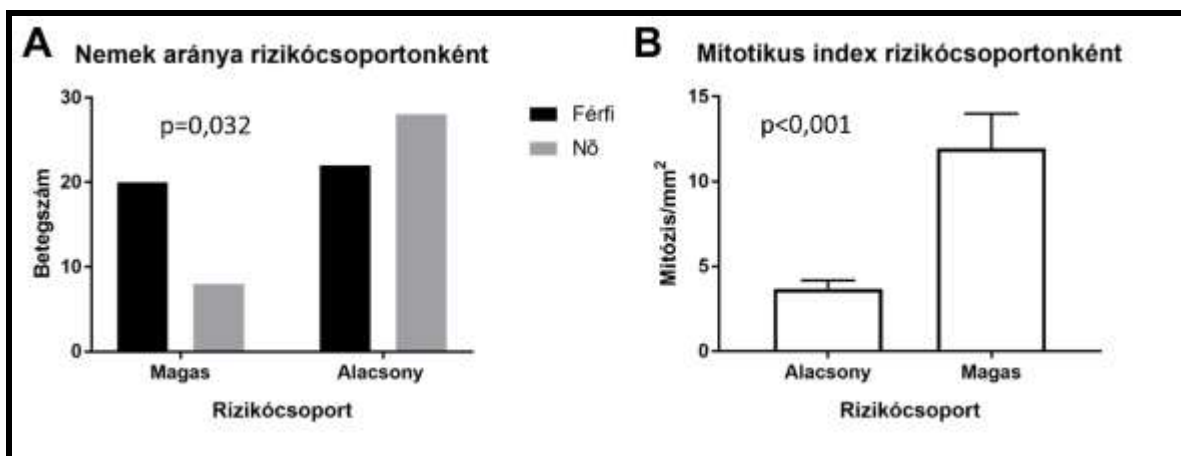 A
Nemek aránya rizikócsoportonként
30
20
10
0
p=0,032
Férfi
Nő
Betegszám
Magas
Alacsony
Rizikócsoport
B
Mitotikus index rizikócsoportonként
15
10
5
0
p<0,001
Mitózis/mm²
Alacsony
Magas
Rizikócsoport